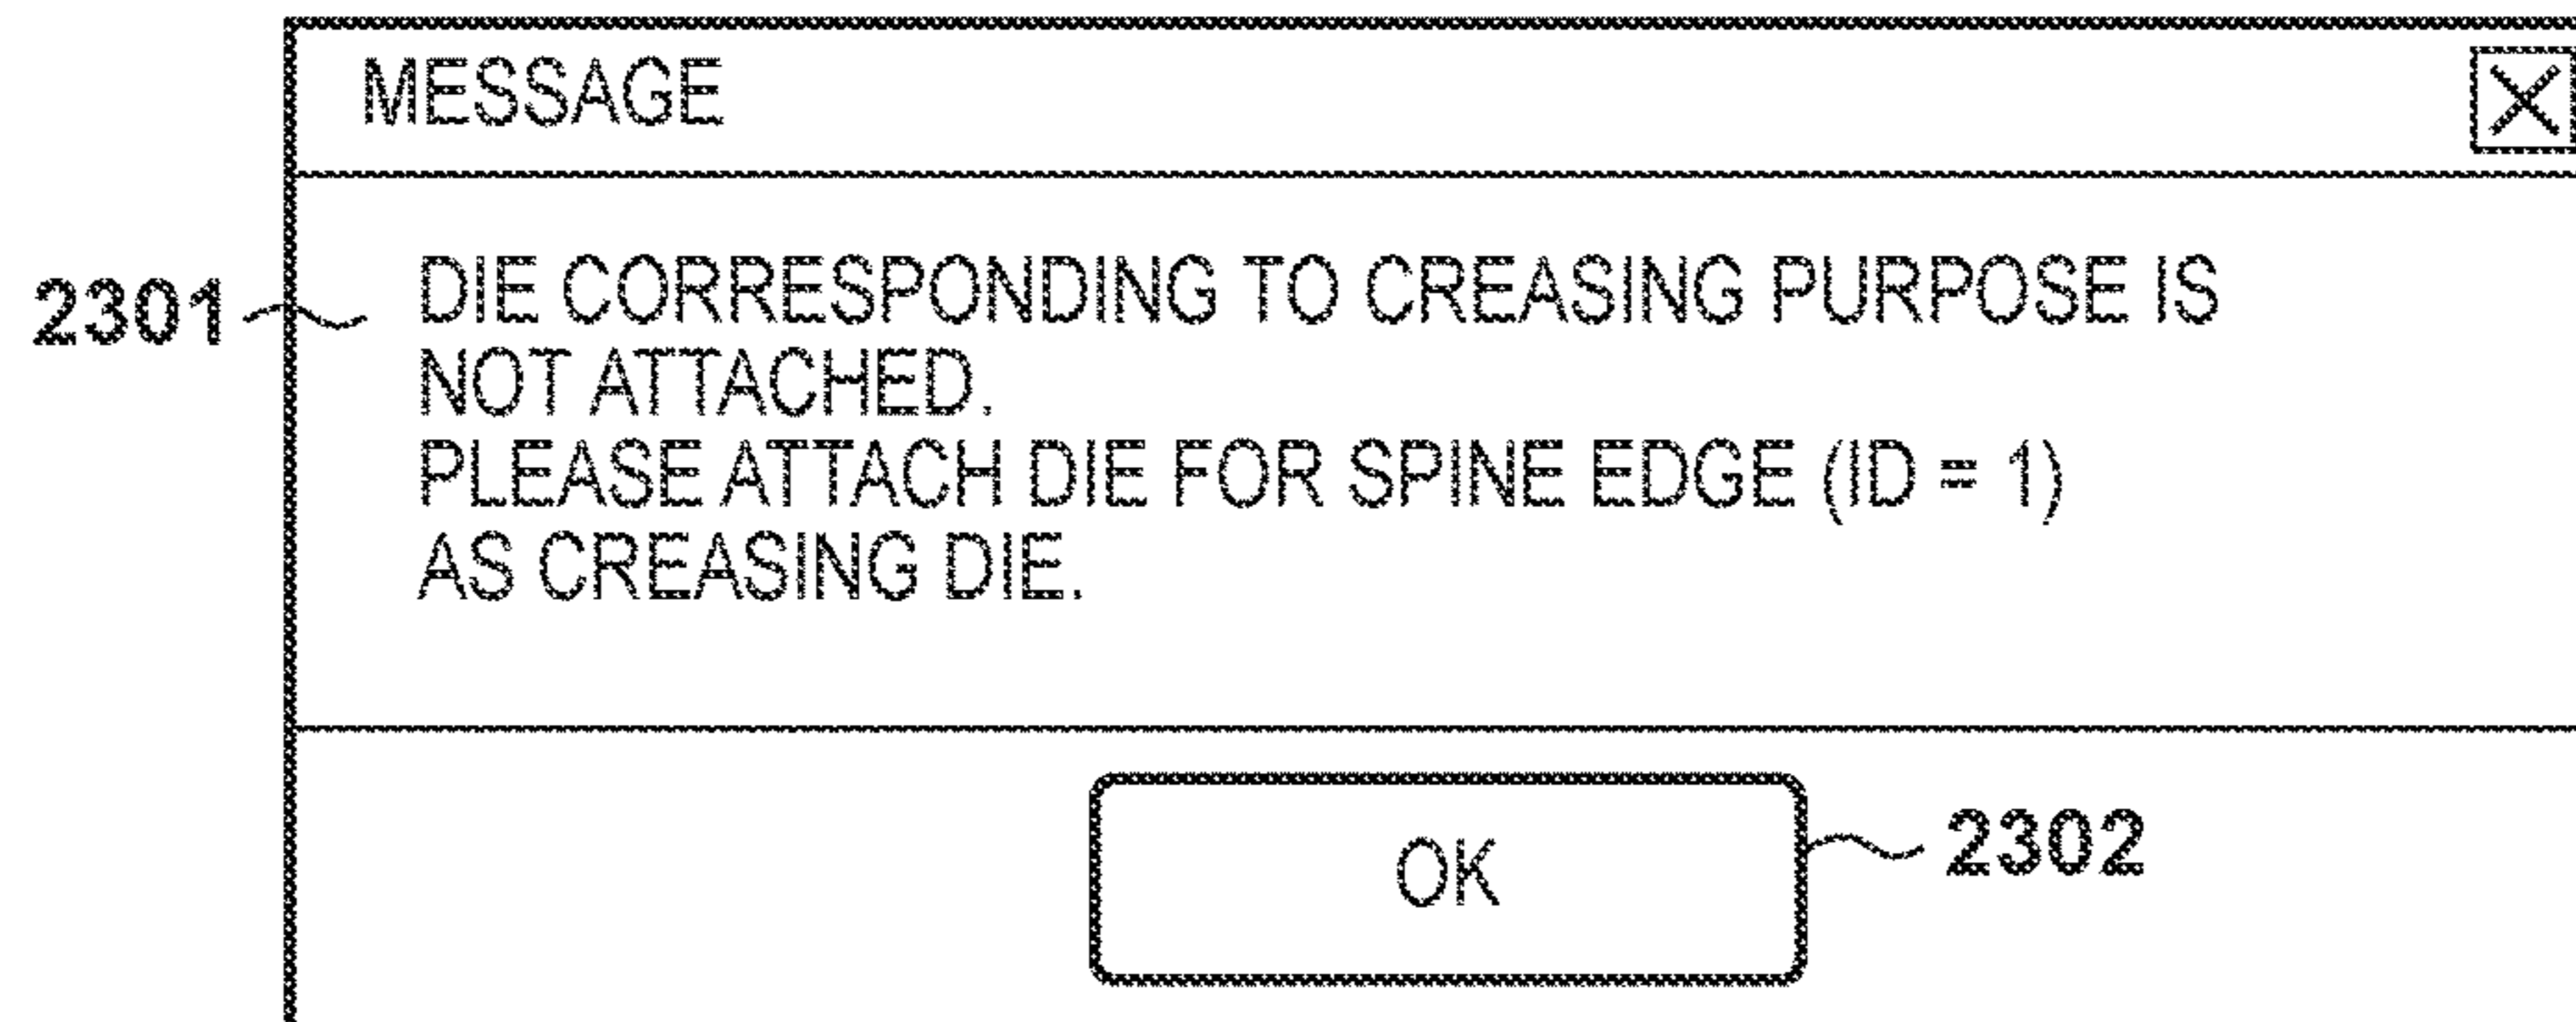 MESSAGE
2301
DIE CORRESPONDING TO CREASING PURPOSE IS
NOT ATTACHED.
PLEASE ATTACH DIE FOR SPINE EDGE (ID = 1)
AS CREASING DIE.
OK
2302